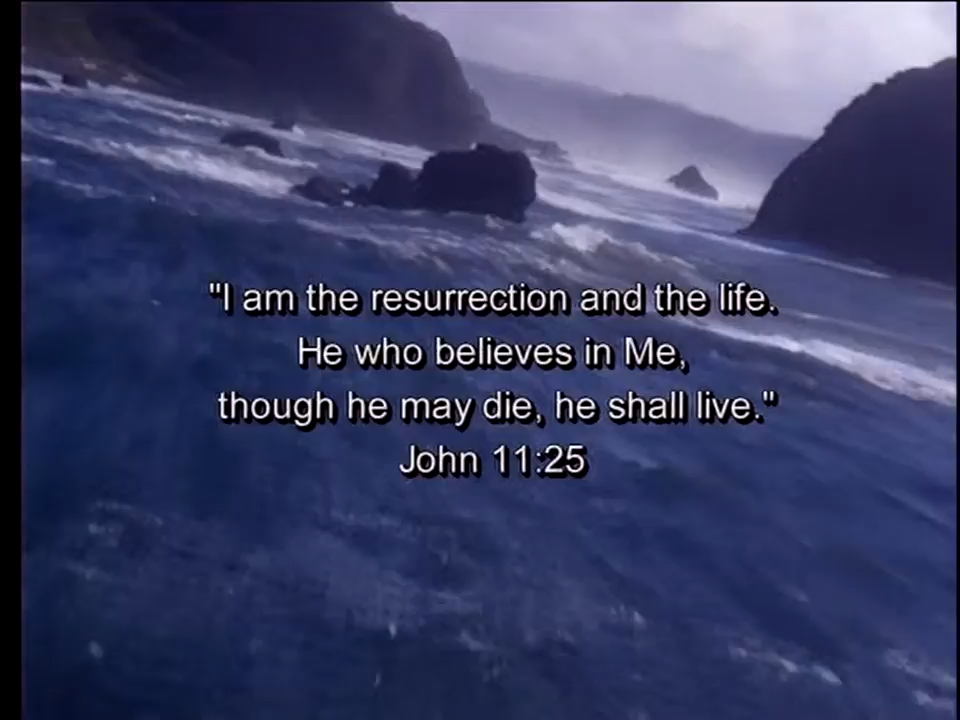 "I am the resurrection and the life.
He who believes in Me,
though he may die, he shall live."
John 11:25